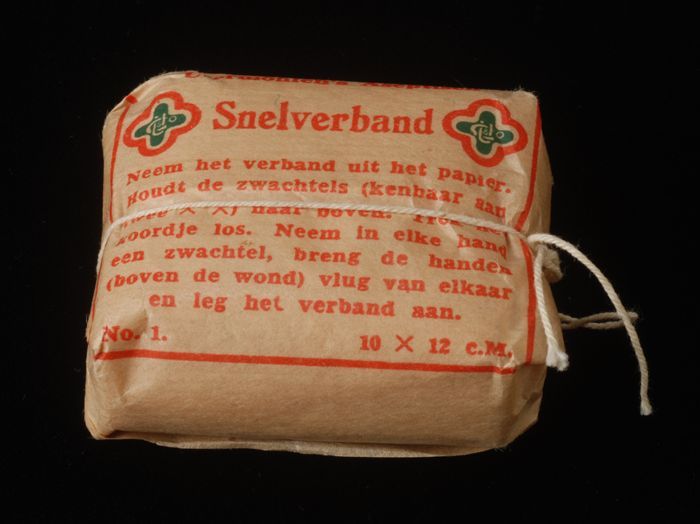 Snelverband
Neem het verband uit het papier.
Houdt de zwachtels (kenbaar aan
naar boven.
koordje los. Neem in elke hand
een zwachtel, breng de handen
(boven de wond) vlug van elkaar
en leg het verband aan.
No. 1. 10 X 12 c.M.